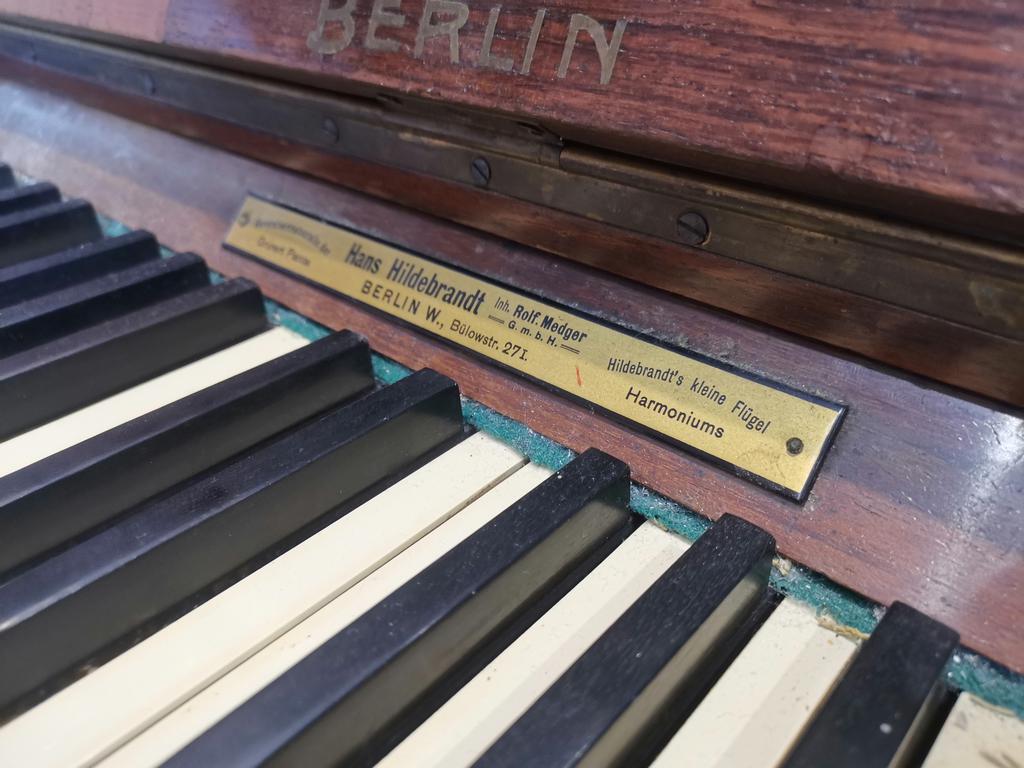 BERLIN
Hans Hildebrandt Inh. Rolf. Medger
G. m. b. H.
BERLIN W., Bülowstr. 27I.
Hildebrandt's kleine Flügel
Harmoniums